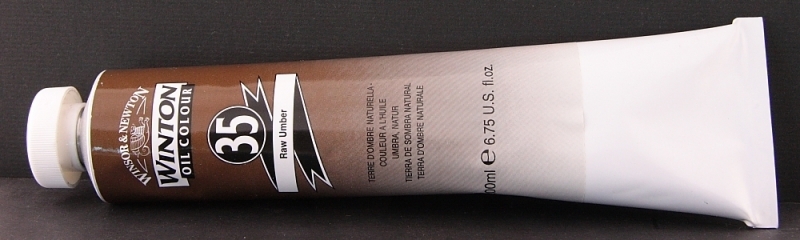 WINSOR & NEWTON
WINTON
OIL COLOUR
35
Raw Umber
TERRE D'OMBRE NATURELLA -
COULEUR A L'HUILE
UMBRA, NATUR
TIERRA DE SOMBRA NATURAL
TERRA D'OMBRE NATURALE
00ml e 6.75 U.S. fl.oz.